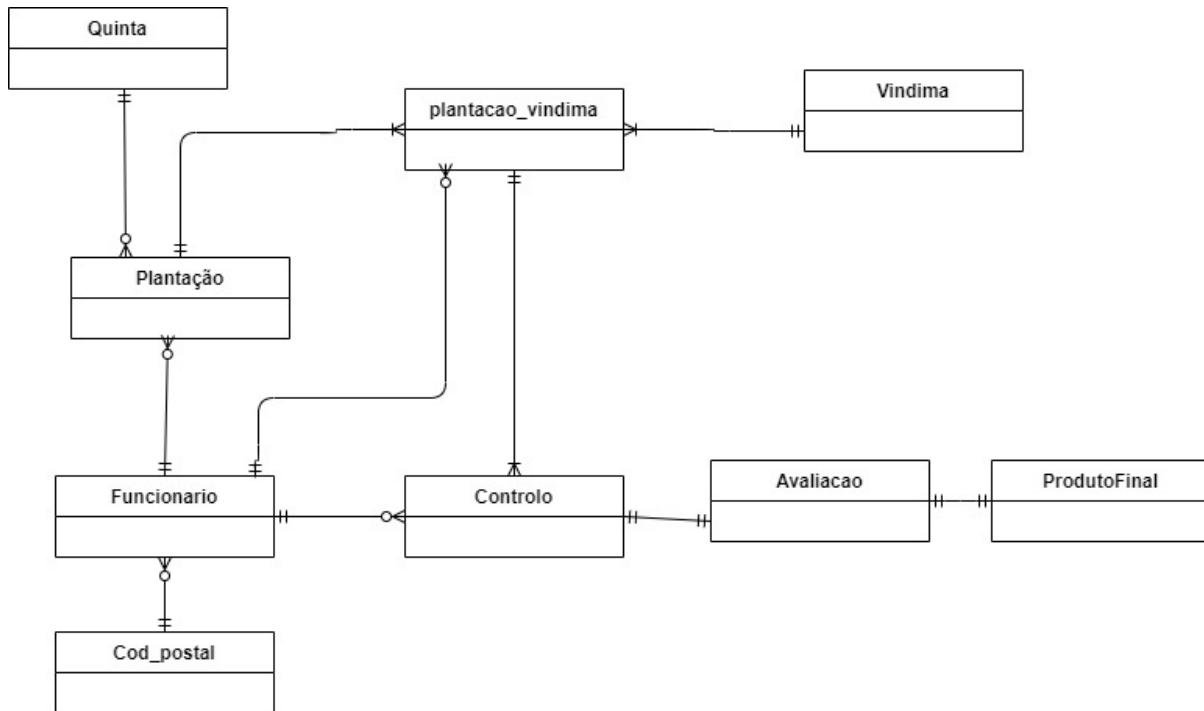 Quinta
plantacao_vindima
Vindima
Plantação
Funcionario
Controlo
Avaliacao
ProdutoFinal
Cod_postal